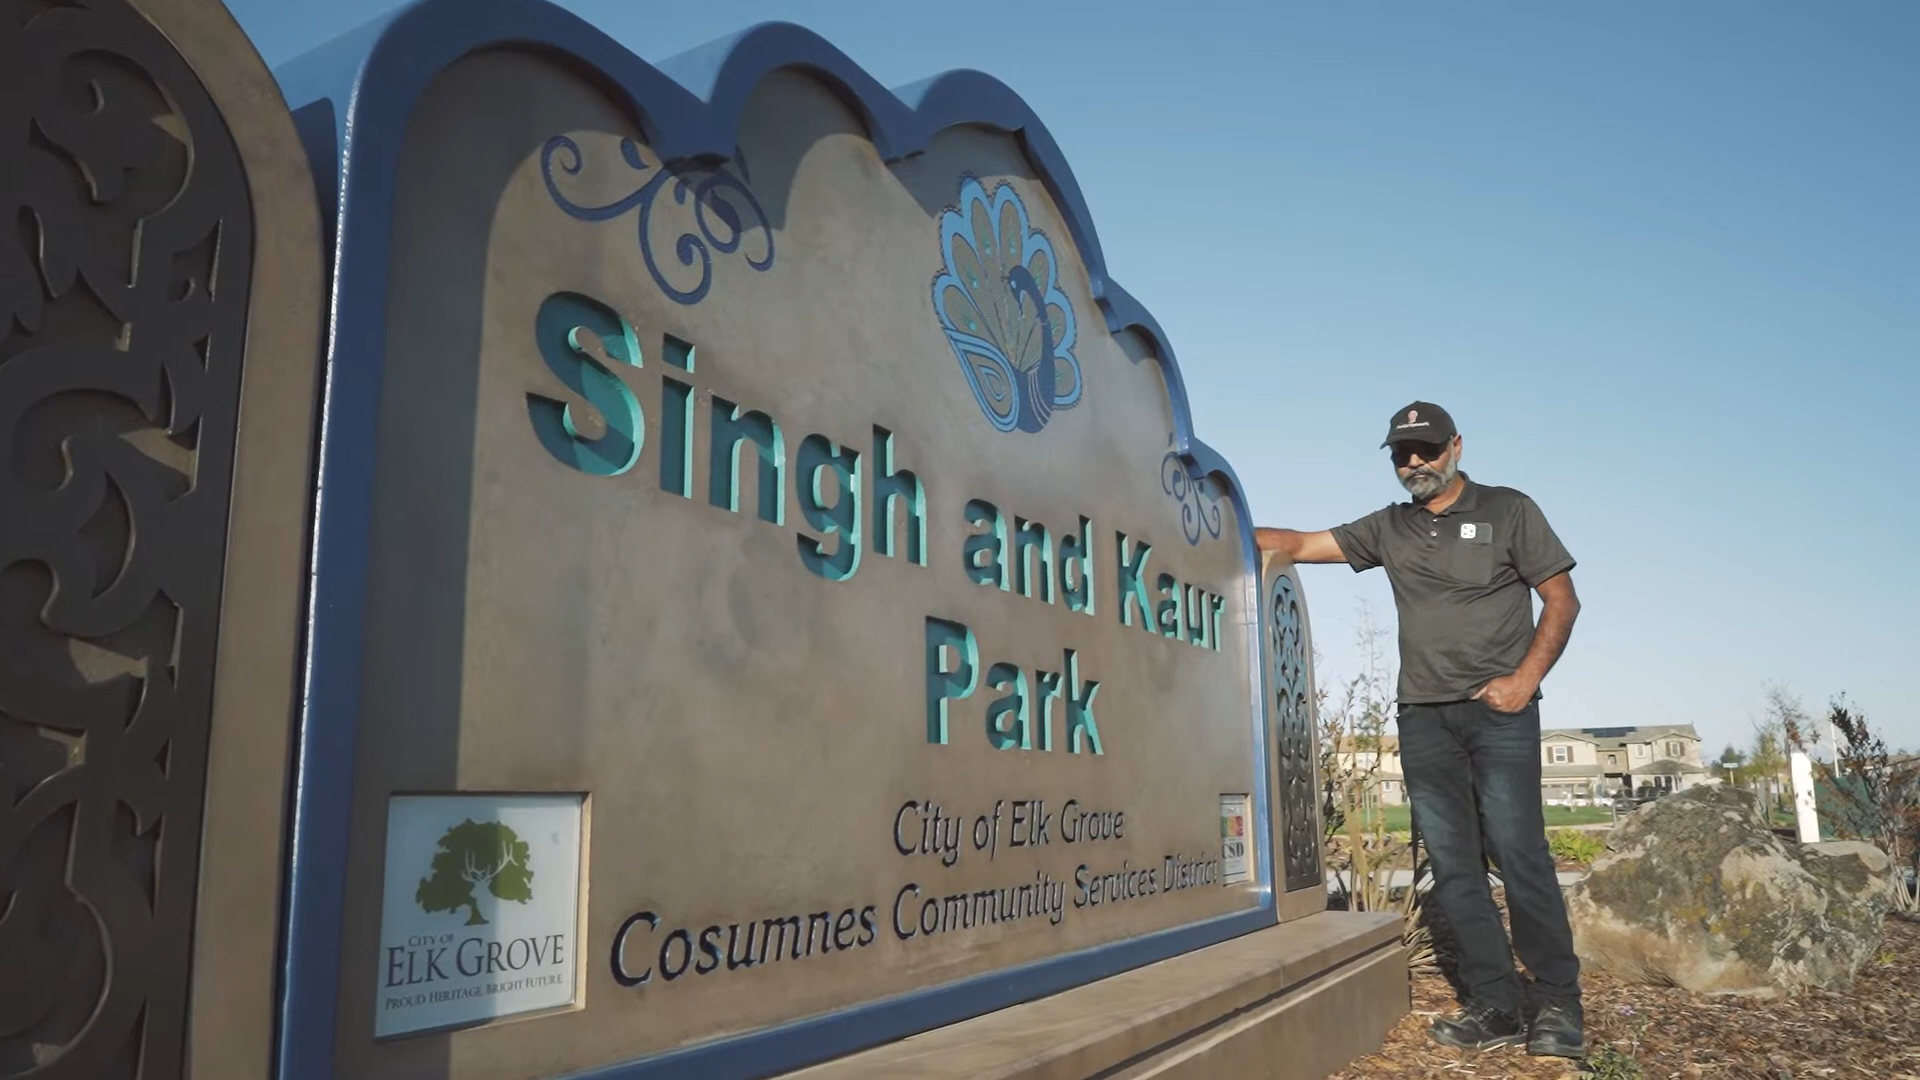 Singh and Kaur
Park
City of Elk Grove
Cosumnes Community Services District
CITY OF
ELK GROVE
PROUD HERITAGE. BRIGHT FUTURE
CSD